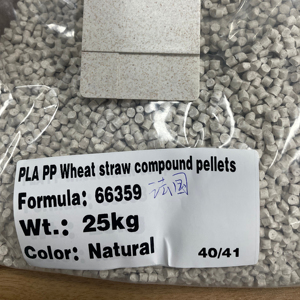 PLA PP Wheat straw compound pellets
Formula: 66359 法国
Wt.: 25kg
Color: Natural 40/41